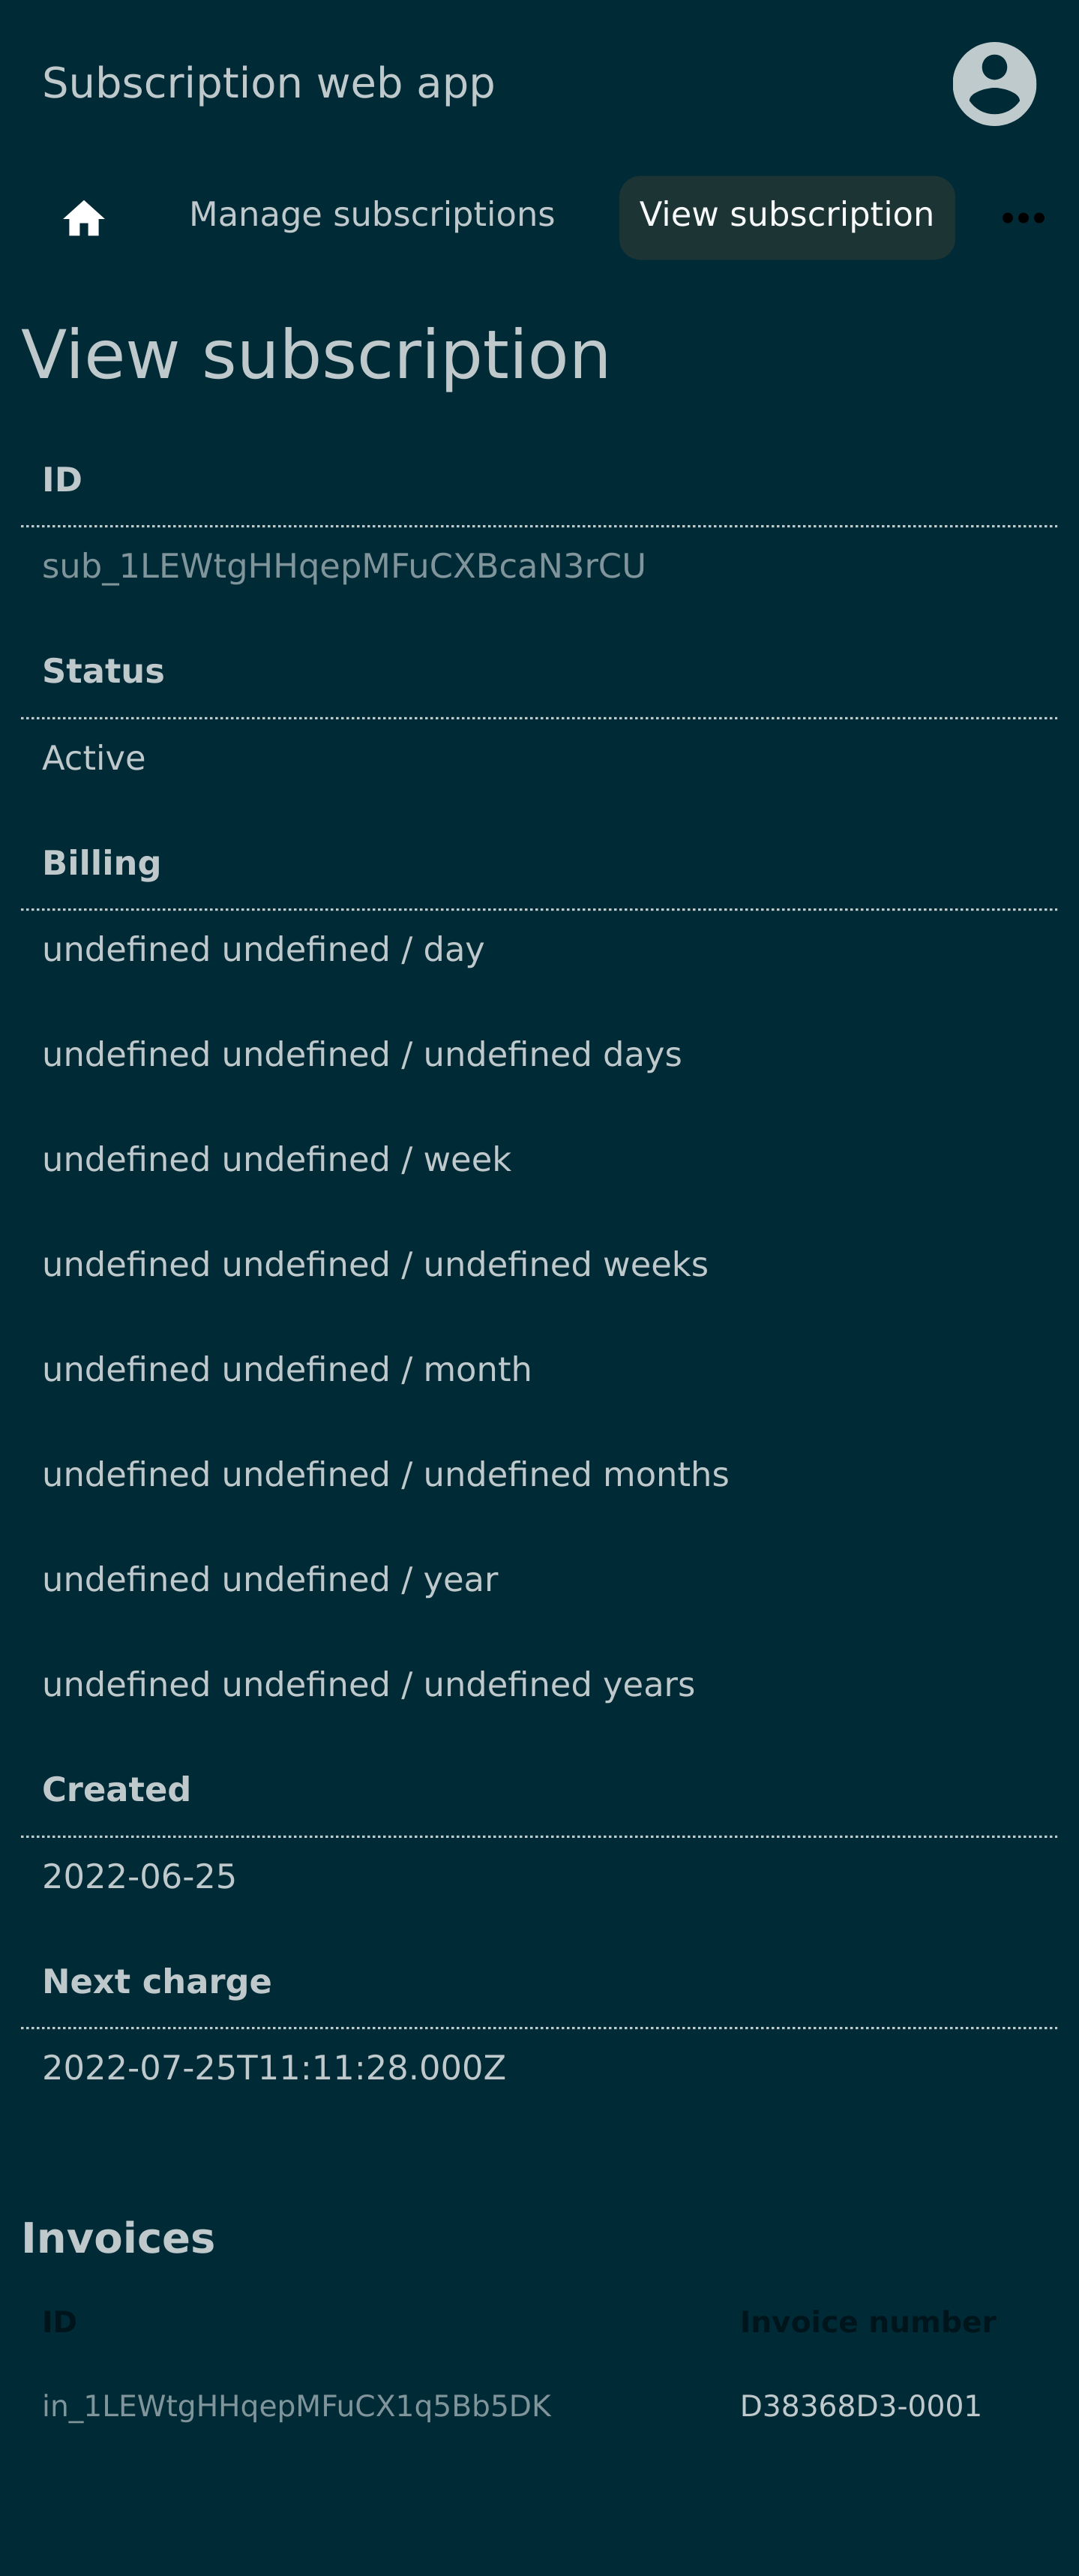 Subscription web app
Manage subscriptions View subscription
View subscription
ID
sub_1LEWtgHHqepMFuCXBcaN3rCU
Status
Active
Billing
undefined undefined / day
undefined undefined / undefined days
undefined undefined / week
undefined undefined / undefined weeks
undefined undefined / month
undefined undefined / undefined months
undefined undefined / year
undefined undefined / undefined years
Created
2022-06-25
Next charge
2022-07-25T11:11:28.000Z
Invoices
ID Invoice number
in_1LEWtgHHqepMFuCX1q5Bb5DK D38368D3-0001